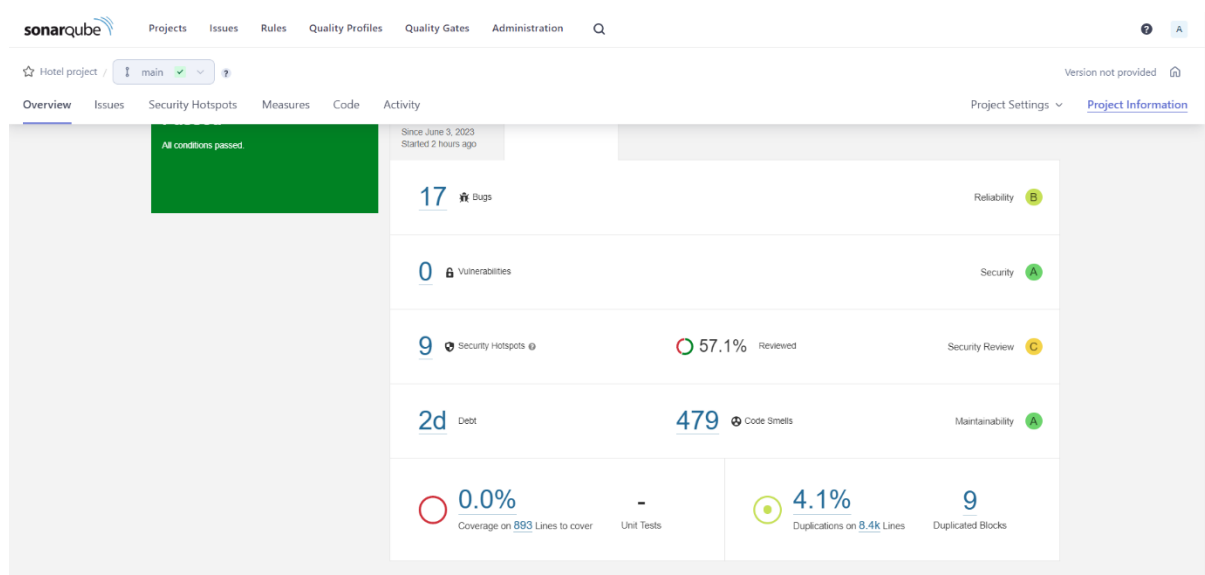 sonarqube Projects Issues Rules Quality Profiles Quality Gates Administration ? A
Hotel project / main ? Version not provided
Overview Issues Security Hotspots Measures Code Activity Project Settings Project Information
All conditions passed.
Since June 3, 2023
Started 2 hours ago
17 Bugs Reliability B
0 Vulnerabilities Security A
9 Security Hotspots ? 57.1% Reviewed Security Review C
2d Debt 479 Code Smells Maintainability A
0.0% - 4.1% 9
Coverage on 893 Lines to cover Unit Tests Duplications on 8.4k Lines Duplicated Blocks